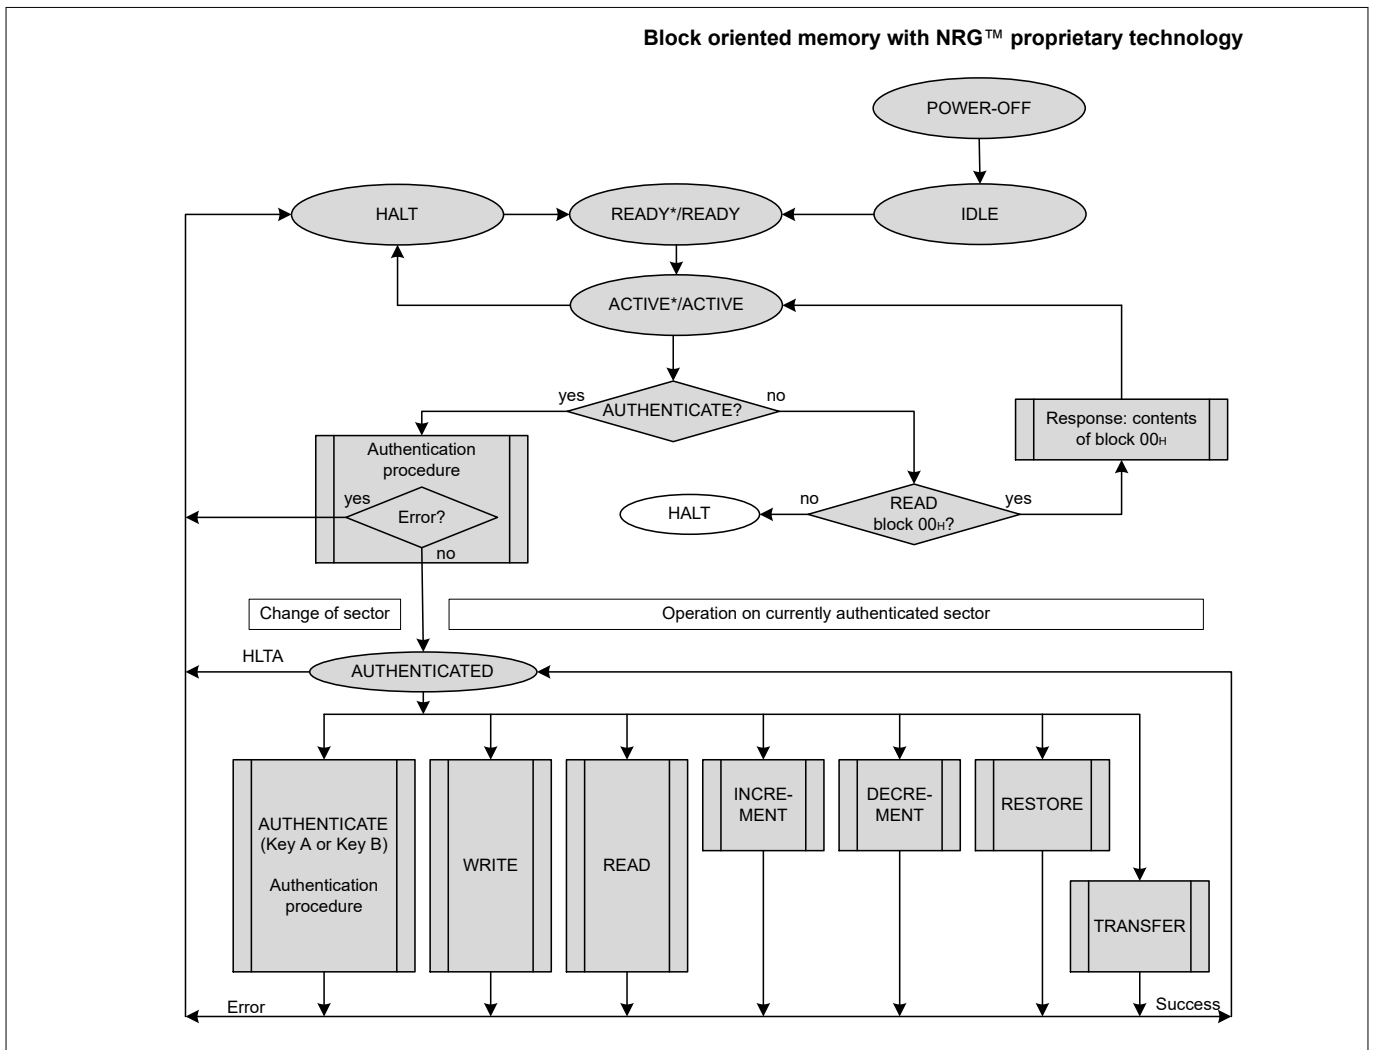 Block oriented memory with NRG™ proprietary technology
POWER-OFF
HALT
READY*/READY
IDLE
ACTIVE*/ACTIVE
yes
AUTHENTICATE?
no
Response: contents
of block 00H
Authentication
procedure
yes
Error?
no
HALT
no
READ
block 00H?
yes
Change of sector
Operation on currently authenticated sector
HLTA
AUTHENTICATED
AUTHENTICATE
(Key A or Key B)
Authentication
procedure
WRITE
READ
INCRE-
MENT
DECRE-
MENT
RESTORE
TRANSFER
Error
Success